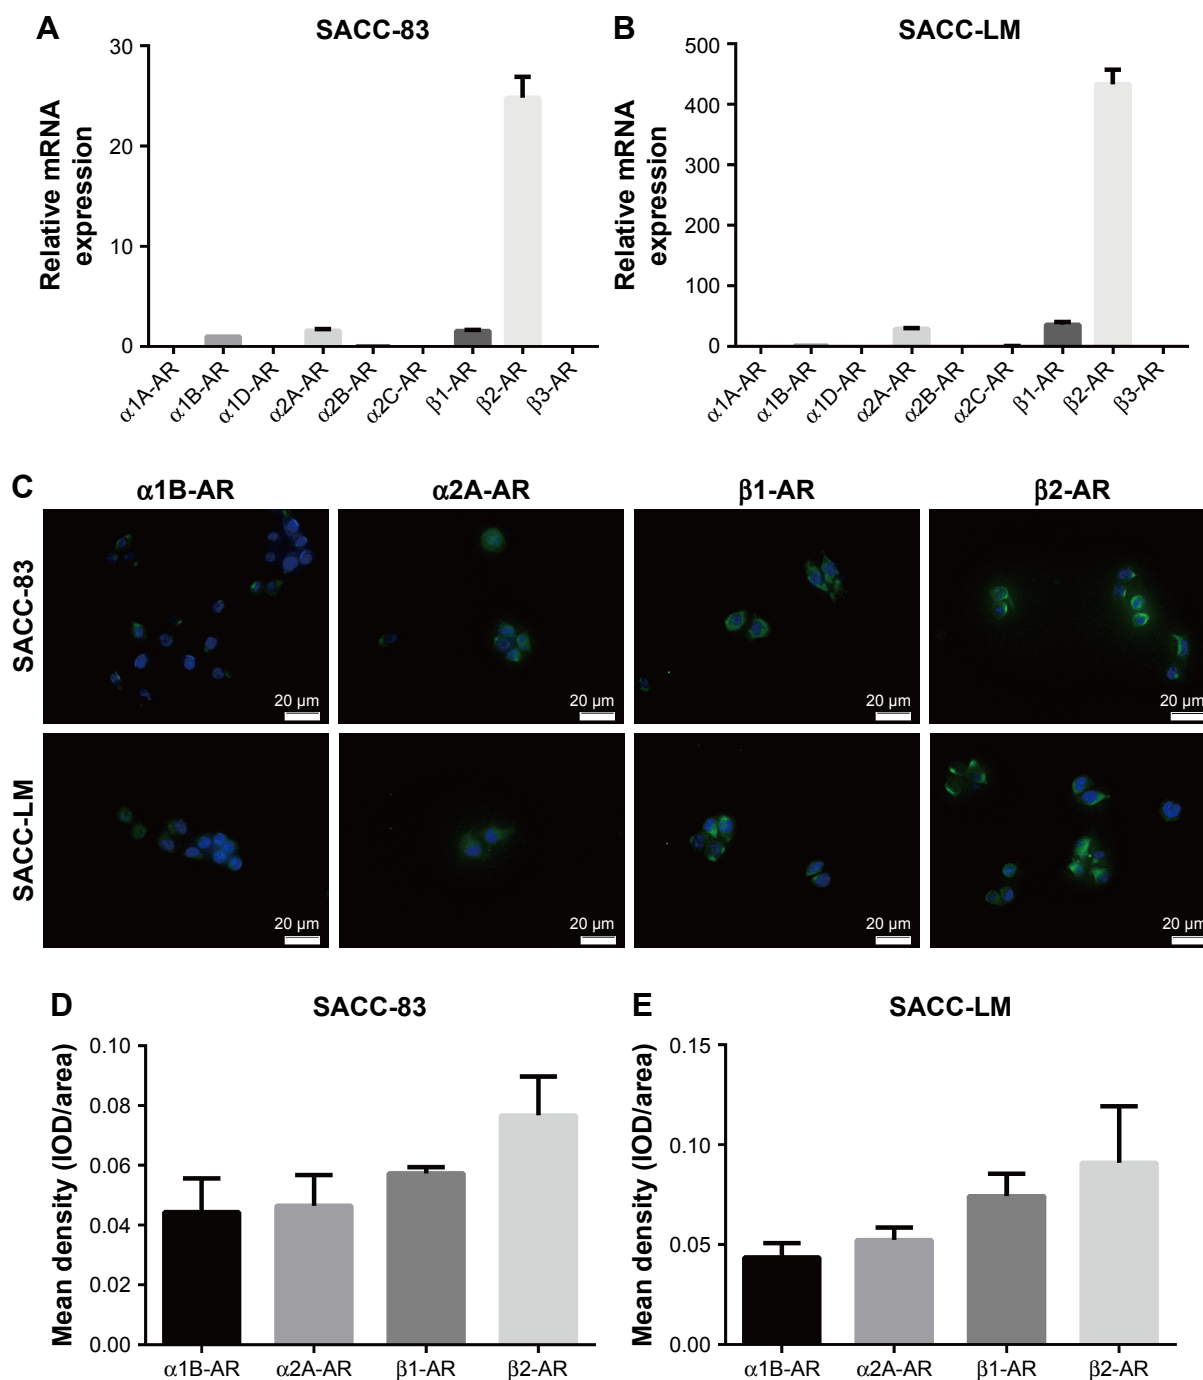 A
SACC-83
Relative mRNA
expression
30
20
10
0
α1A-AR
α1B-AR
α1D-AR
α2A-AR
α2B-AR
α2C-AR
β1-AR
β2-AR
β3-AR
B
SACC-LM
Relative mRNA
expression
500
400
300
200
100
0
α1A-AR
α1B-AR
α1D-AR
α2A-AR
α2B-AR
α2C-AR
β1-AR
β2-AR
β3-AR
C
α1B-AR
α2A-AR
β1-AR
β2-AR
SACC-83
20 µm
20 µm
20 µm
20 µm
SACC-LM
20 µm
20 µm
20 µm
20 µm
D
SACC-83
Mean density (IOD/area)
0.10
0.08
0.06
0.04
0.02
0.00
α1B-AR
α2A-AR
β1-AR
β2-AR
E
SACC-LM
Mean density (IOD/area)
0.15
0.10
0.05
0.00
α1B-AR
α2A-AR
β1-AR
β2-AR